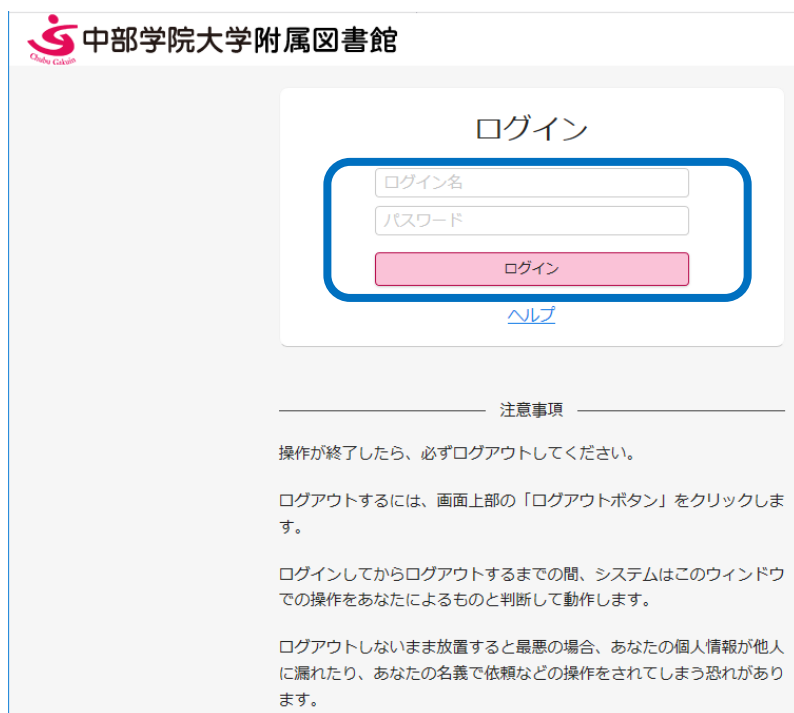 Chubu Gakuin
中部学院大学附属図書館
ログイン
ログイン名
パスワード
ログイン
ヘルプ
注意事項
操作が終了したら、必ずログアウトしてください。
ログアウトするには、画面上部の「ログアウトボタン」をクリックしま
す。
ログインしてからログアウトするまでの間、システムはこのウィンドウ
での操作をあなたによるものと判断して動作します。
ログアウトしないまま放置すると最悪の場合、あなたの個人情報が他人
に漏れたり、あなたの名義で依頼などの操作をされてしまう恐れがあり
ます。